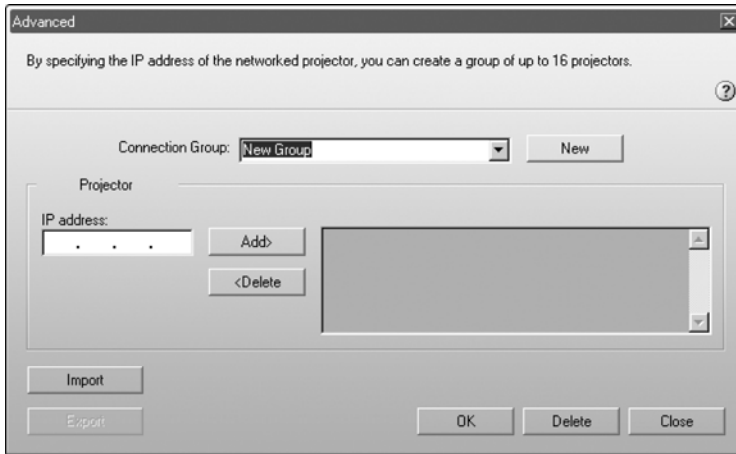 Advanced
By specifying the IP address of the networked projector, you can create a group of up to 16 projectors.
Connection Group: New Group New
Projector
IP address:
. . .
Add>
<Delete
Import
Export
OK Delete Close